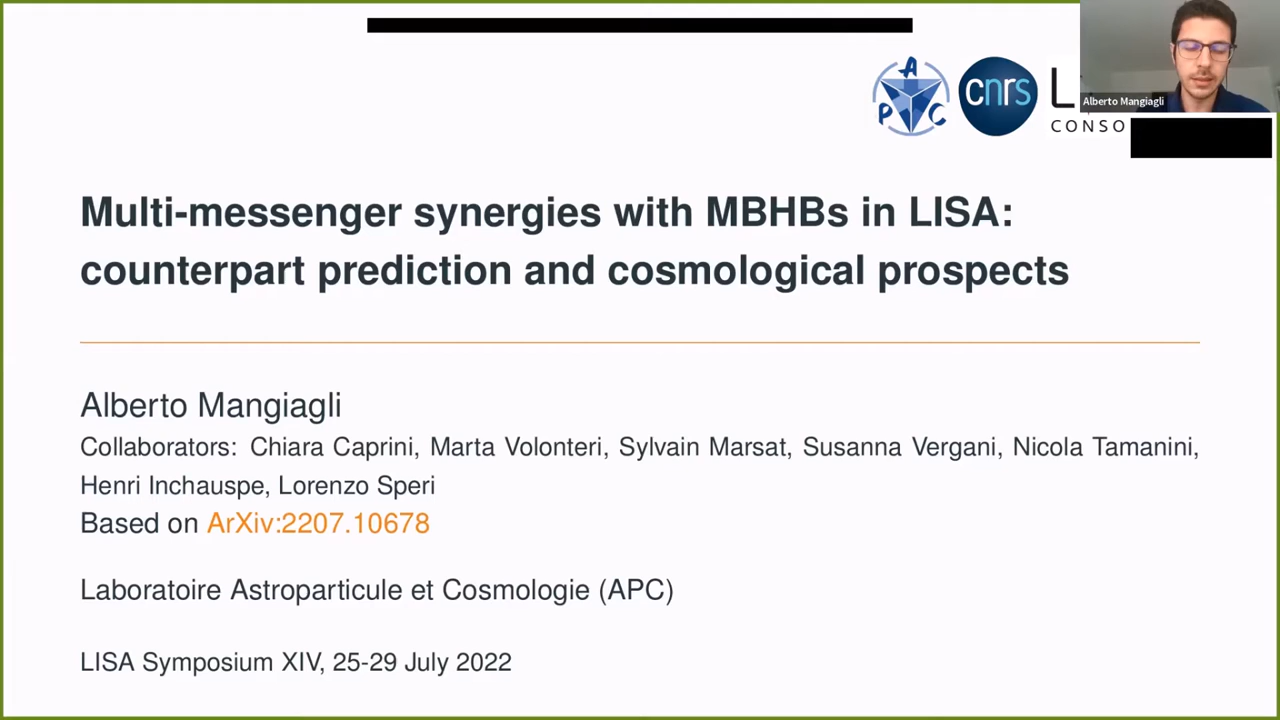 A
P C
cnrs
CONSO
Alberto Mangiagli
Multi-messenger synergies with MBHBs in LISA:
counterpart prediction and cosmological prospects
Alberto Mangiagli
Collaborators: Chiara Caprini, Marta Volonteri, Sylvain Marsat, Susanna Vergani, Nicola Tamanini,
Henri Inchauspe, Lorenzo Speri
Based on ArXiv:2207.10678
Laboratoire Astroparticule et Cosmologie (APC)
LISA Symposium XIV, 25-29 July 2022